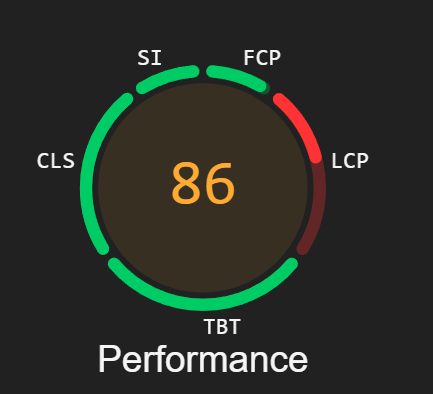 SI
FCP
CLS
86
LCP
TBT
Performance